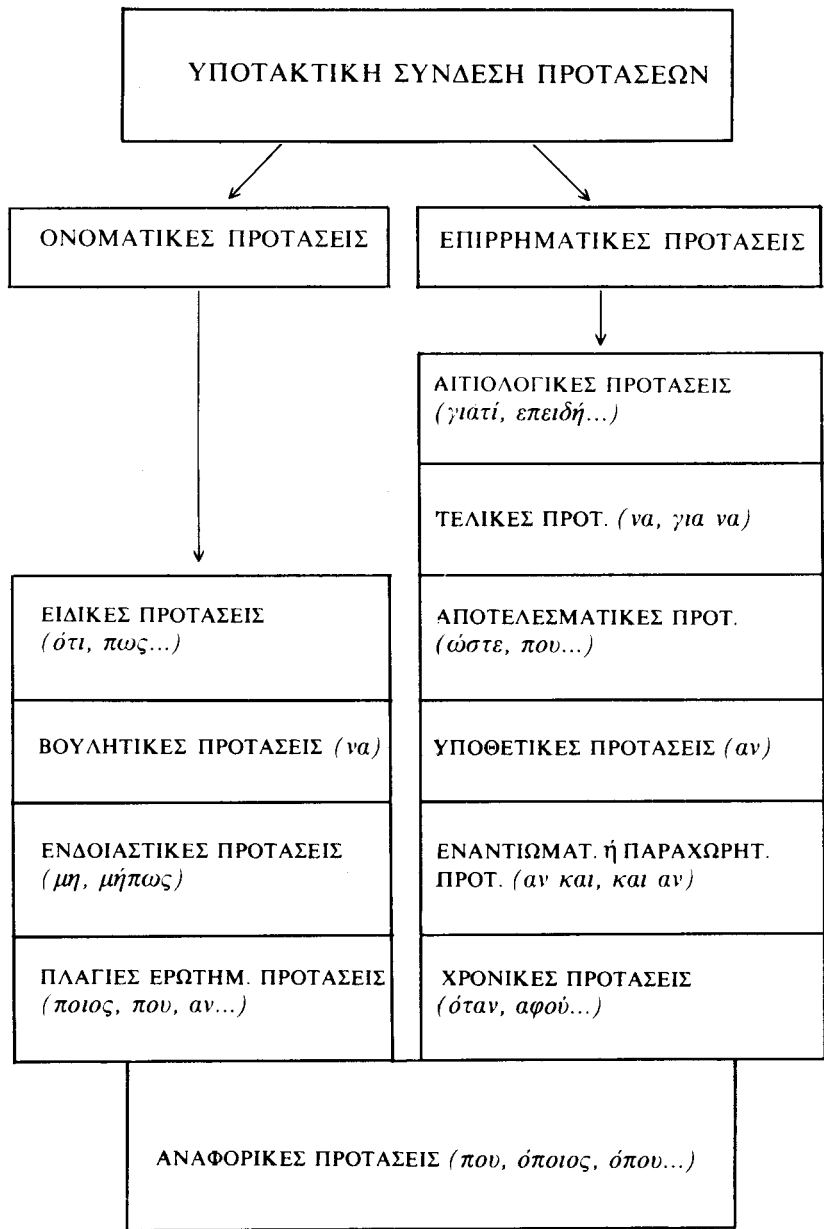 ΥΠΟΤΑΚΤΙΚΗ ΣΥΝΔΕΣΗ ΠΡΟΤΑΣΕΩΝ
ΟΝΟΜΑΤΙΚΕΣ ΠΡΟΤΑΣΕΙΣ
ΕΙΔΙΚΕΣ ΠΡΟΤΑΣΕΙΣ
(ότι, πως...)
ΒΟΥΛΗΤΙΚΕΣ ΠΡΟΤΑΣΕΙΣ (να)
ΕΝΔΟΙΑΣΤΙΚΕΣ ΠΡΟΤΑΣΕΙΣ
(μη, μήπως)
ΠΛΑΓΙΕΣ ΕΡΩΤΗΜ. ΠΡΟΤΑΣΕΙΣ
(ποιος, που, αν...)
ΕΠΙΡΡΗΜΑΤΙΚΕΣ ΠΡΟΤΑΣΕΙΣ
ΑΙΤΙΟΛΟΓΙΚΕΣ ΠΡΟΤΑΣΕΙΣ
(γιατί, επειδή...)
ΤΕΛΙΚΕΣ ΠΡΟΤ. (να, για να)
ΑΠΟΤΕΛΕΣΜΑΤΙΚΕΣ ΠΡΟΤ.
(ώστε, που...)
ΥΠΟΘΕΤΙΚΕΣ ΠΡΟΤΑΣΕΙΣ (αν)
ΕΝΑΝΤΙΩΜΑΤ. ή ΠΑΡΑΧΩΡΗΤ.
ΠΡΟΤ. (αν και, και αν)
ΧΡΟΝΙΚΕΣ ΠΡΟΤΑΣΕΙΣ
(όταν, αφού...)
ΑΝΑΦΟΡΙΚΕΣ ΠΡΟΤΑΣΕΙΣ (που, όποιος, όπου...)